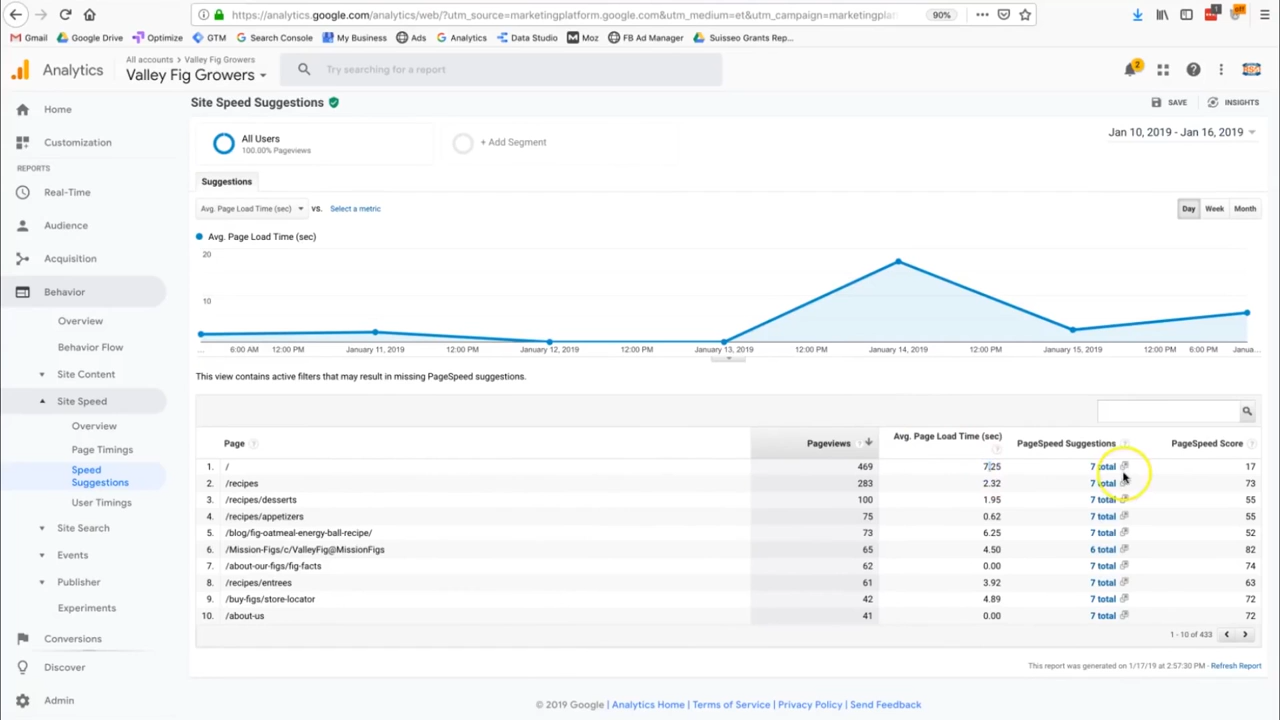 https://analytics.google.com/analytics/web/?utm_source=marketingplatform.google.com&utm_medium=et&utm_campaign=marketingplat
90%
2
1
off
Gmail Google Drive Optimize GTM Search Console My Business Ads Analytics Data Studio Moz FB Ad Manager Suisseo Grants Rep...
Analytics
All accounts > Valley Fig Growers
Valley Fig Growers
Try searching for a report
Home
Customization
REPORTS
Real-Time
Audience
Acquisition
Behavior
Overview
Behavior Flow
Site Content
Site Speed
Overview
Page Timings
Speed
Suggestions
User Timings
Site Search
Events
Publisher
Experiments
Conversions
Discover
Admin
Site Speed Suggestions
SAVE INSIGHTS
All Users
100.00% Pageviews
+ Add Segment
Jan 10, 2019 - Jan 16, 2019
Suggestions
Avg. Page Load Time (sec) VS. Select a metric
Day Week Month
Avg. Page Load Time (sec)
20
10
... 6:00 AM 12:00 PM January 11, 2019 12:00 PM January 12, 2019 12:00 PM January 13, 2019 12:00 PM January 14, 2019 12:00 PM January 15, 2019 12:00 PM 6:00 PM Janua...
This view contains active filters that may result in missing PageSpeed suggestions.
Page Pageviews Avg. Page Load Time (sec) PageSpeed Suggestions PageSpeed Score
1. / 469 7.25 7 total 17
2. /recipes 283 2.32 7 total 73
3. /recipes/desserts 100 1.95 7 total 55
4. /recipes/appetizers 75 0.62 7 total 55
5. /blog/fig-oatmeal-energy-ball-recipe/ 73 6.25 7 total 52
6. /Mission-Figs/c/ValleyFig@MissionFigs 65 4.50 6 total 82
7. /about-our-figs/fig-facts 62 0.00 7 total 74
8. /recipes/entrees 61 3.92 7 total 63
9. /buy-figs/store-locator 42 4.89 7 total 72
10. /about-us 41 0.00 7 total 72
1 - 10 of 433
This report was generated on 1/17/19 at 2:57:30 PM - Refresh Report
© 2019 Google | Analytics Home | Terms of Service | Privacy Policy | Send Feedback